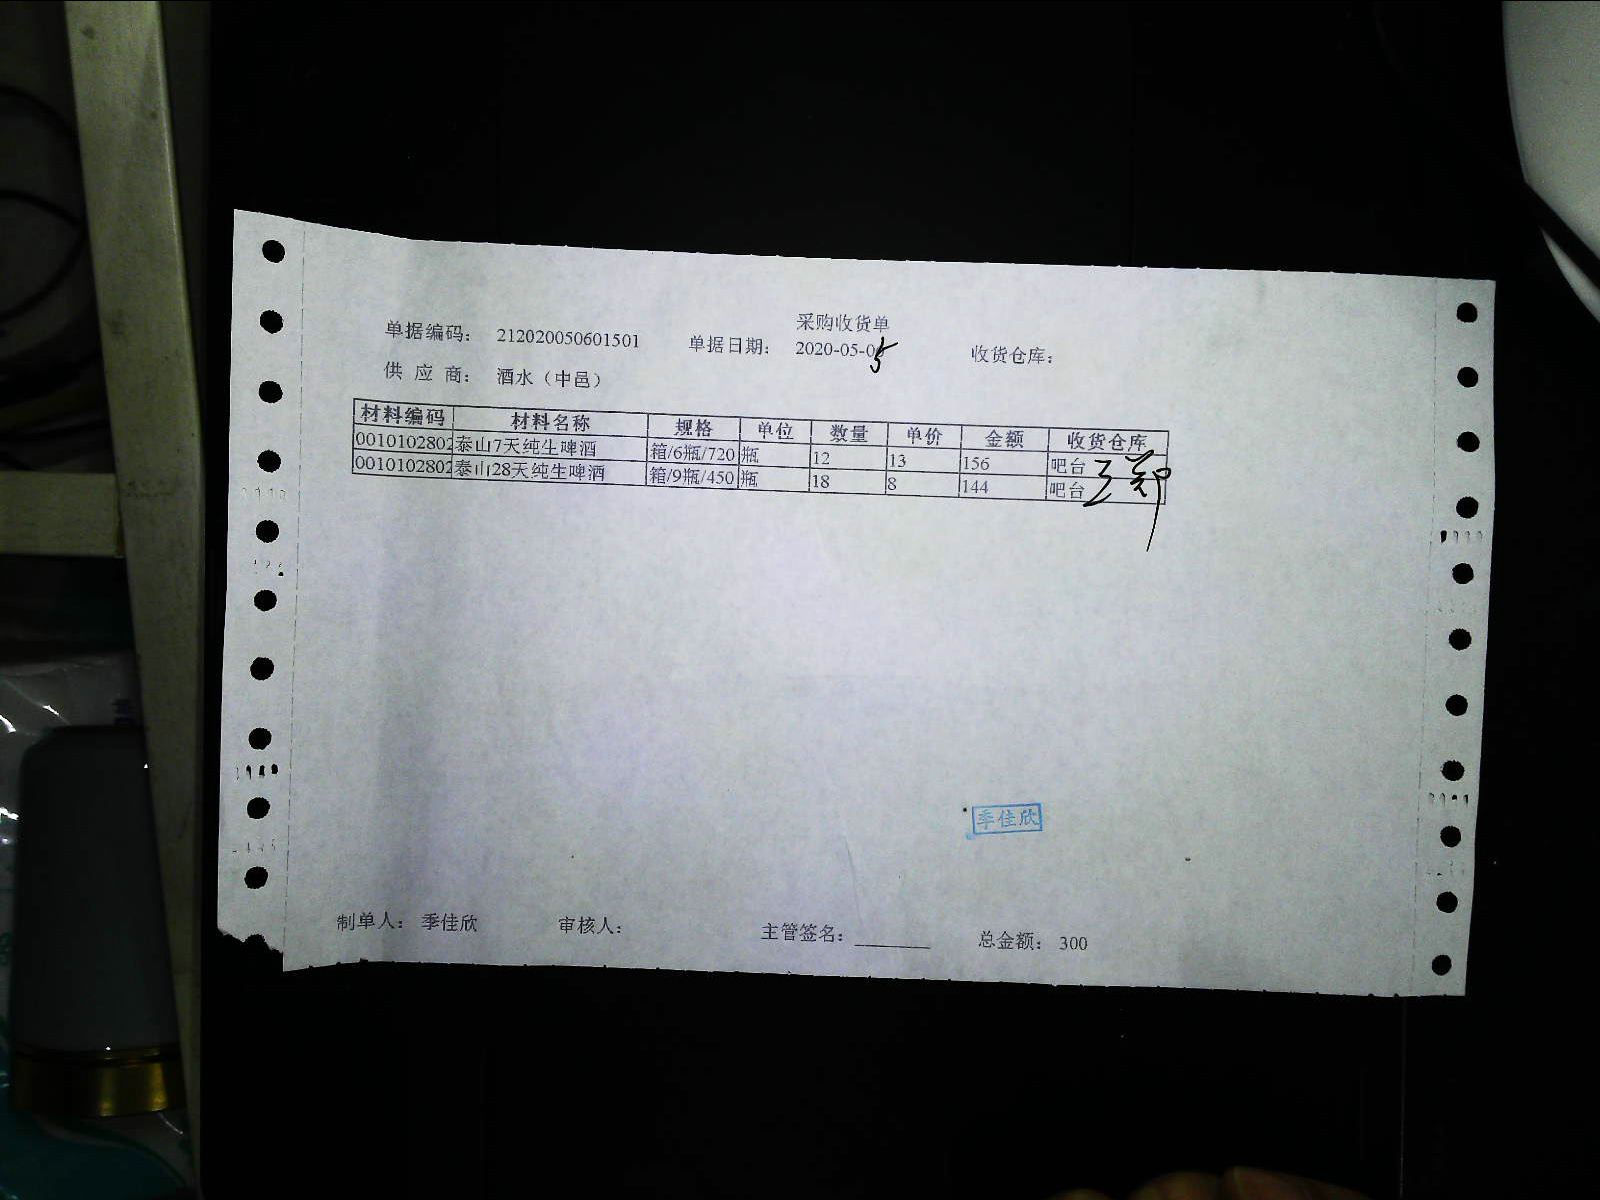 采购收货单
单据编码： 212020050601501 单据日期： 2020-05-05 收货仓库：
供 应 商： 酒水（中邑）
材料编码 材料名称 规格 单位 数量 单价 金额 收货仓库
0010102802 泰山7天纯生啤酒 箱/6瓶/720 瓶 12 13 156 吧台
0010102802 泰山28天纯生啤酒 箱/9瓶/450 瓶 18 8 144 吧台
季佳欣
制单人： 季佳欣 审核人： 主管签名： 总金额： 300